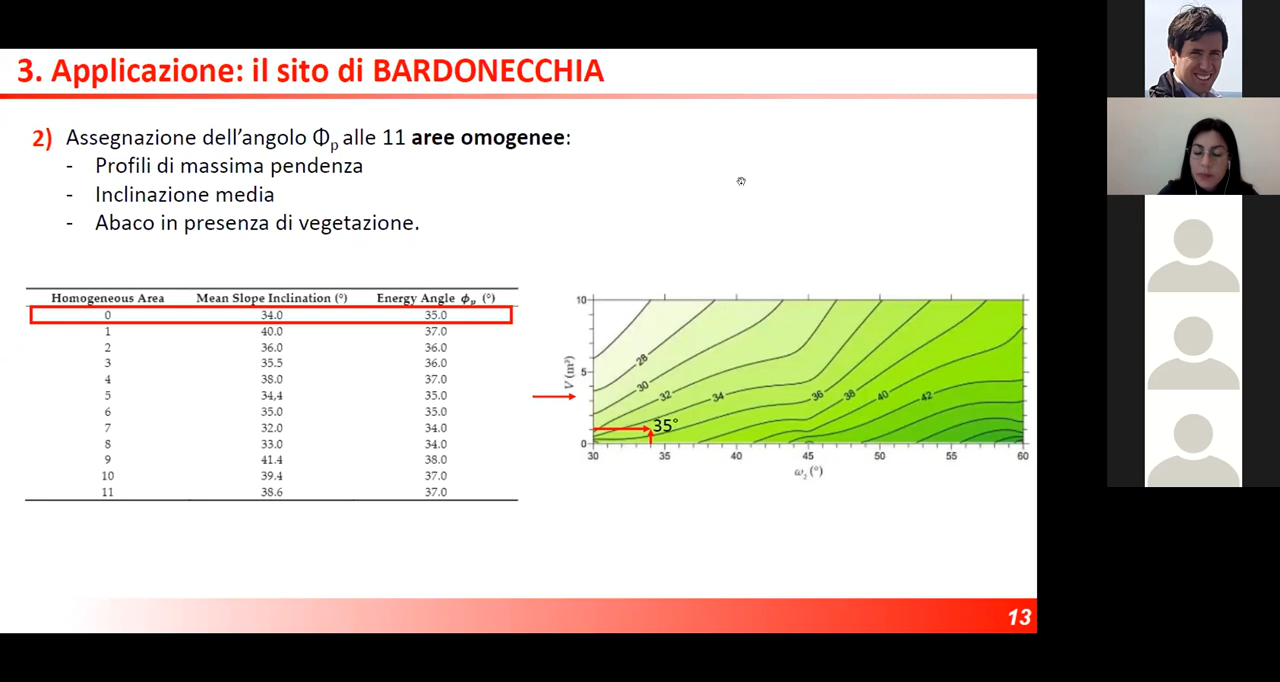 3. Applicazione: il sito di BARDONECCHIA
2) Assegnazione dell'angolo Φp alle 11 aree omogenee:
- Profili di massima pendenza
- Inclinazione media
- Abaco in presenza di vegetazione.
Homogeneous Area Mean Slope Inclination (°) Energy Angle ϕp (°)
0 34.0 35.0
1 40.0 37.0
2 36.0 36.0
3 35.5 36.0
4 38.0 37.0
5 34,4 35.0
6 35.0 35.0
7 32.0 34.0
8 33.0 34.0
9 41.4 38.0
10 39.4 37.0
11 38.6 37.0
10
5
0
V (m³)
28
30
32
34
36
38
40
42
35°
30 35 40 45 50 55 60
ω₂ (°)
13